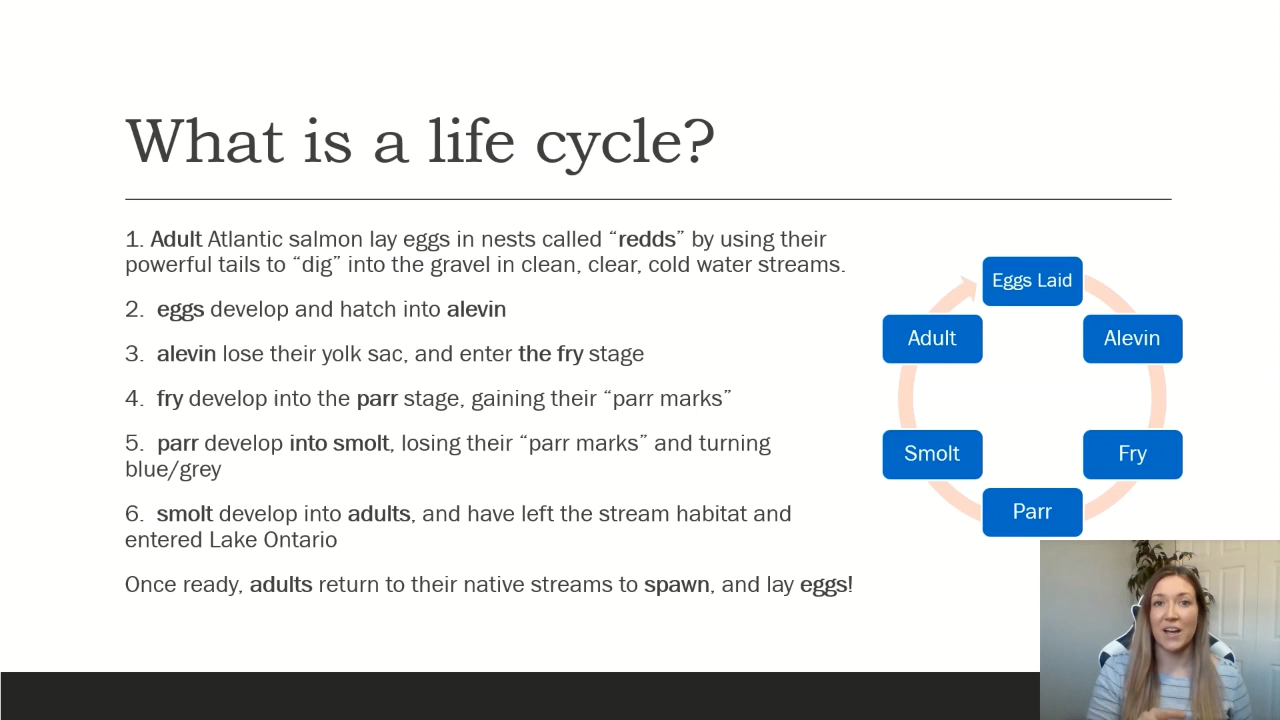 What is a life cycle?
1. Adult Atlantic salmon lay eggs in nests called “redds” by using their
powerful tails to “dig” into the gravel in clean, clear, cold water streams.
2. eggs develop and hatch into alevin
3. alevin lose their yolk sac, and enter the fry stage
4. fry develop into the parr stage, gaining their “parr marks”
5. parr develop into smolt, losing their “parr marks” and turning
blue/grey
6. smolt develop into adults, and have left the stream habitat and
entered Lake Ontario
Once ready, adults return to their native streams to spawn, and lay eggs!
Eggs Laid
Alevin
Fry
Parr
Smolt
Adult